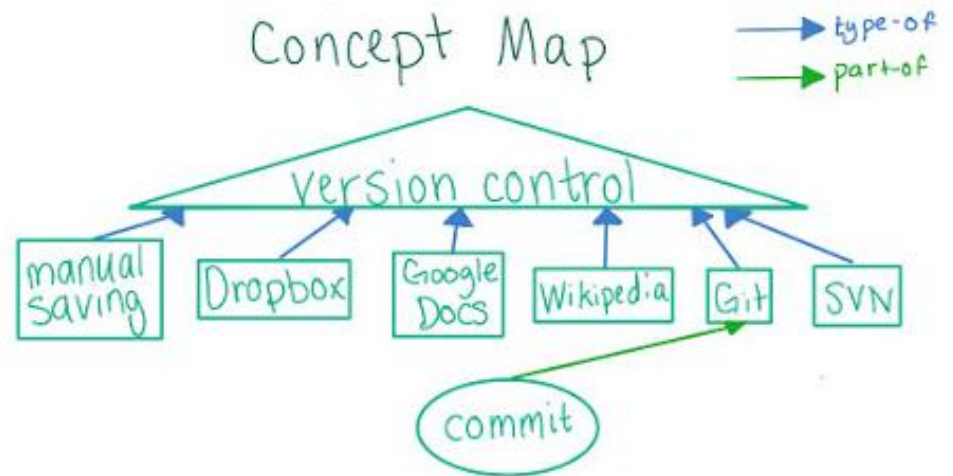 Concept Map
type-of
part-of
version control
manual
saving
Dropbox
Google
Docs
Wikipedia
Git
SVN
commit